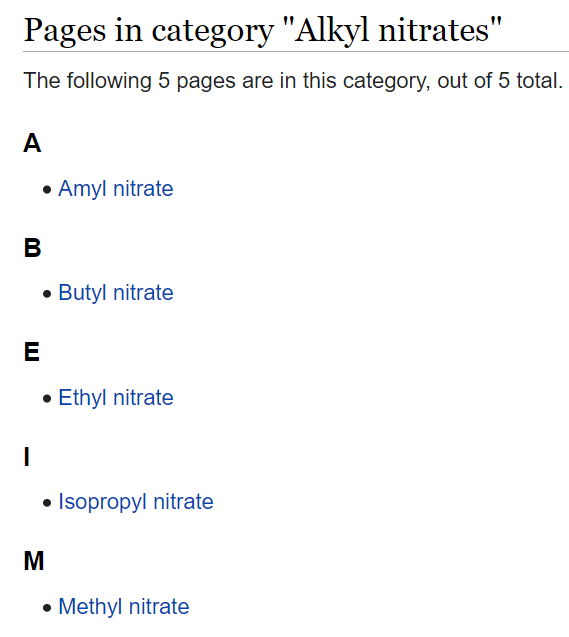 Pages in category "Alkyl nitrates"
The following 5 pages are in this category, out of 5 total.
A
• Amyl nitrate
B
• Butyl nitrate
E
• Ethyl nitrate
I
• Isopropyl nitrate
M
• Methyl nitrate